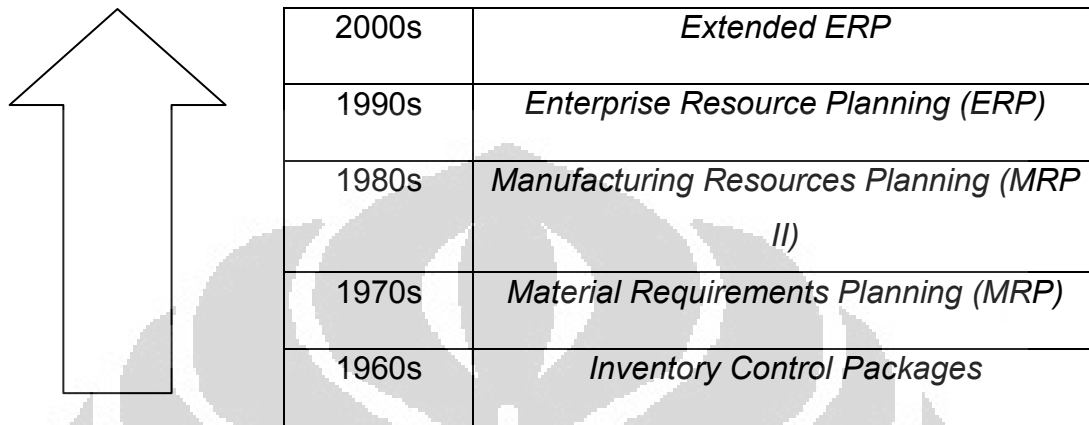 2000s Extended ERP
1990s Enterprise Resource Planning (ERP)
1980s Manufacturing Resources Planning (MRP
II)
1970s Material Requirements Planning (MRP)
1960s Inventory Control Packages